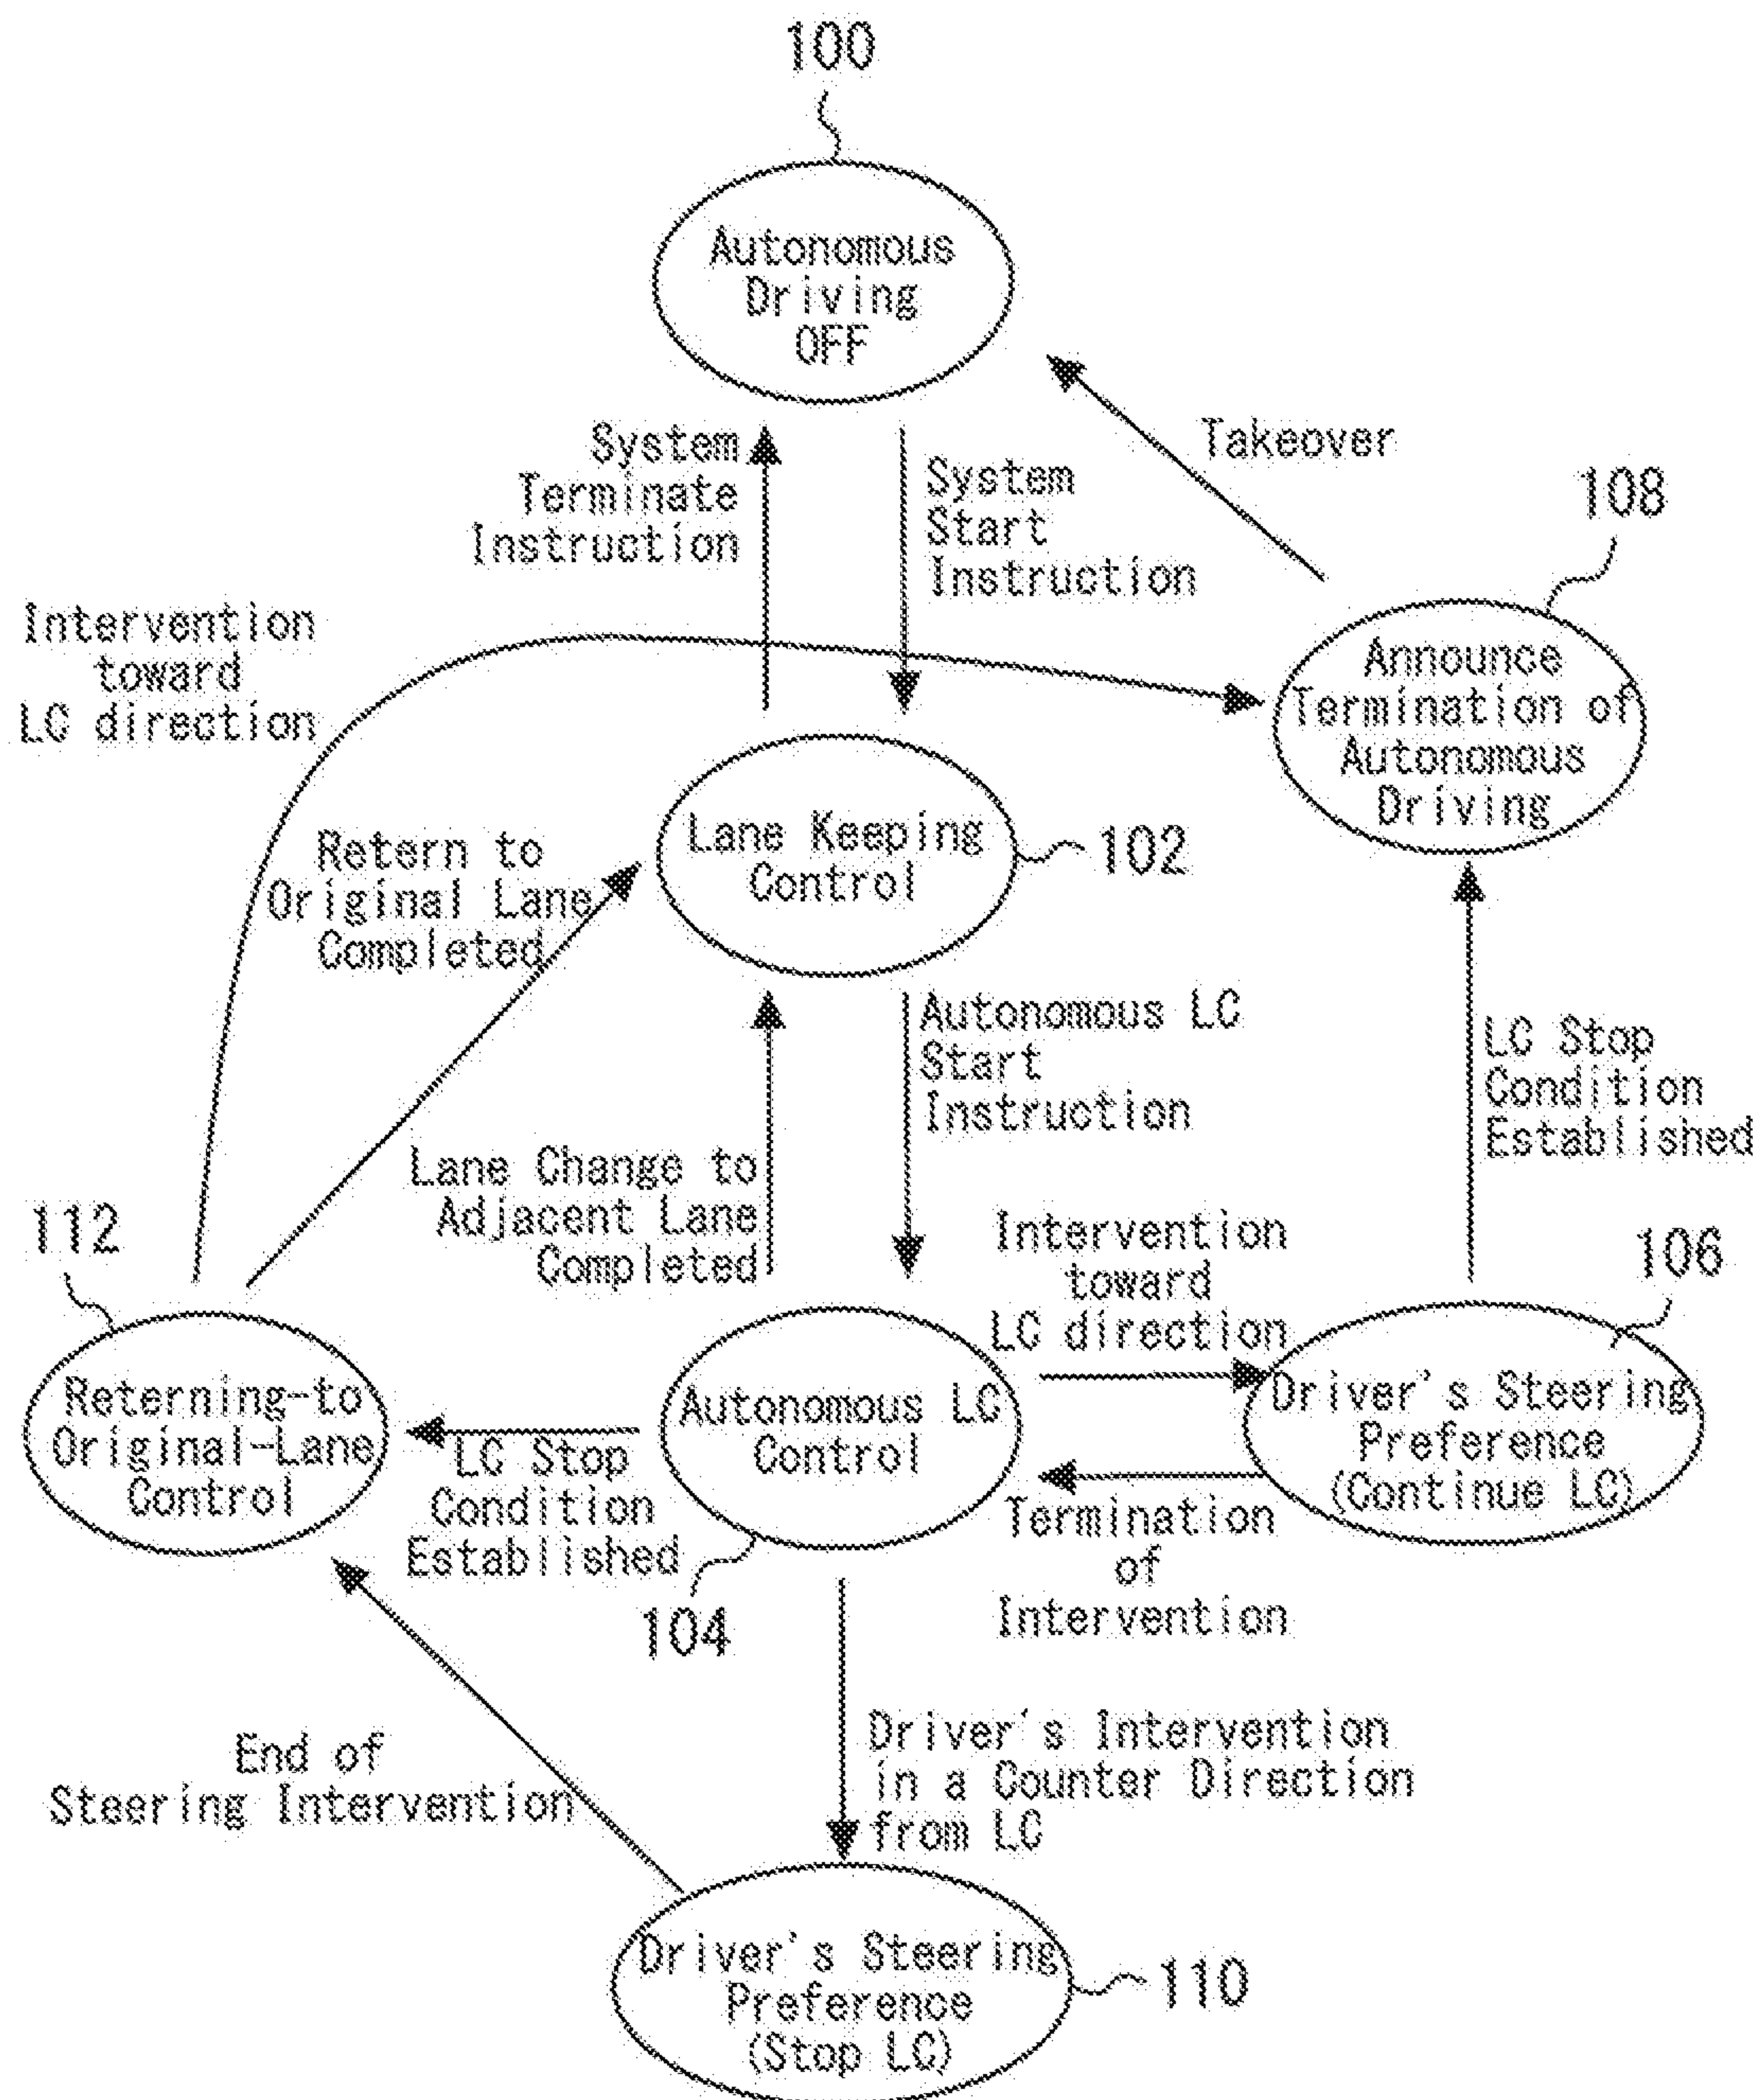 100
Autonomous
Driving
OFF
System
Terminate
Instruction
System
Start
Instruction
Takeover
108
Intervention
toward
LC direction
Announce
Termination of
Autonomous
Driving
Lane Keeping
Control
102
Retern to
Original Lane
Completed
Autonomous LC
Start
Instruction
LC Stop
Condition
Established
Lane Change to
Adjacent Lane
Completed
112
Intervention
toward
LC direction
106
Reterning-to
Original-Lane
Control
Autonomous LC
Control
Driver's Steering
Preference
(Continue LC)
LC Stop
Condition
Established
Termination
of
Intervention
104
End of
Steering Intervention
Driver's Intervention
in a Counter Direction
from LC
Driver's Steering
Preference
(Stop LC)
110